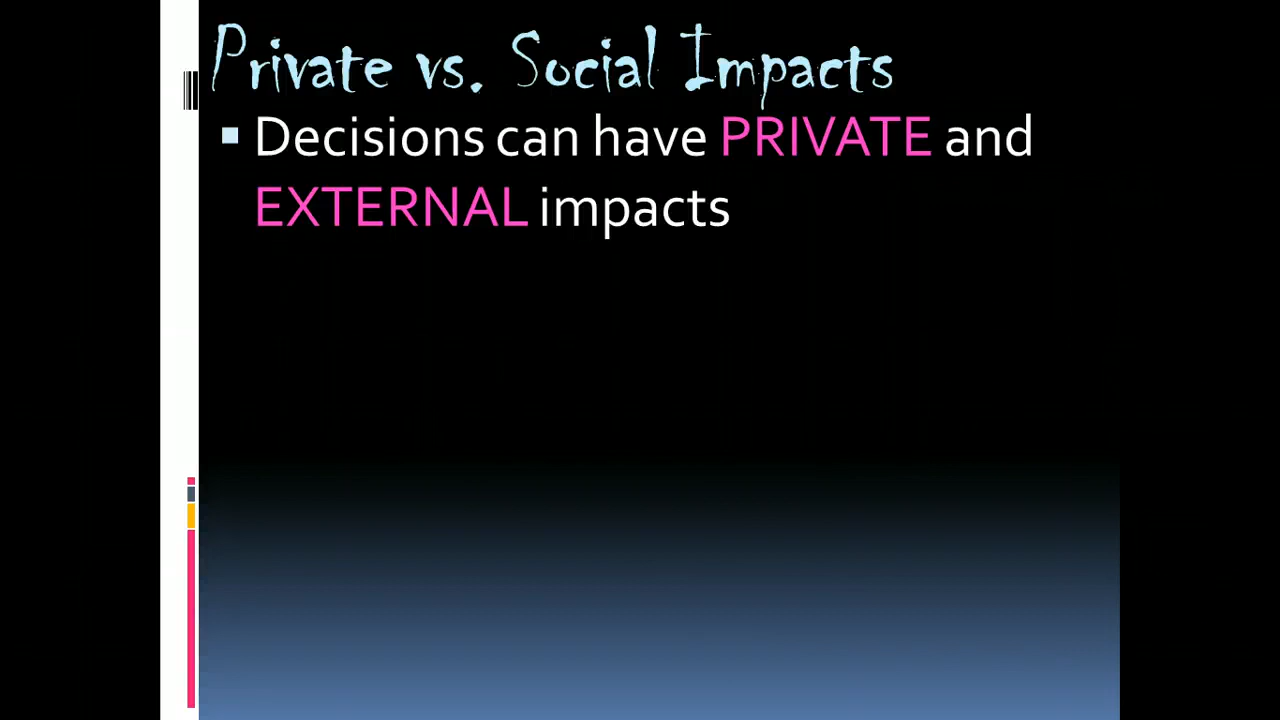 Private vs. Social Impacts
Decisions can have PRIVATE and
EXTERNAL impacts